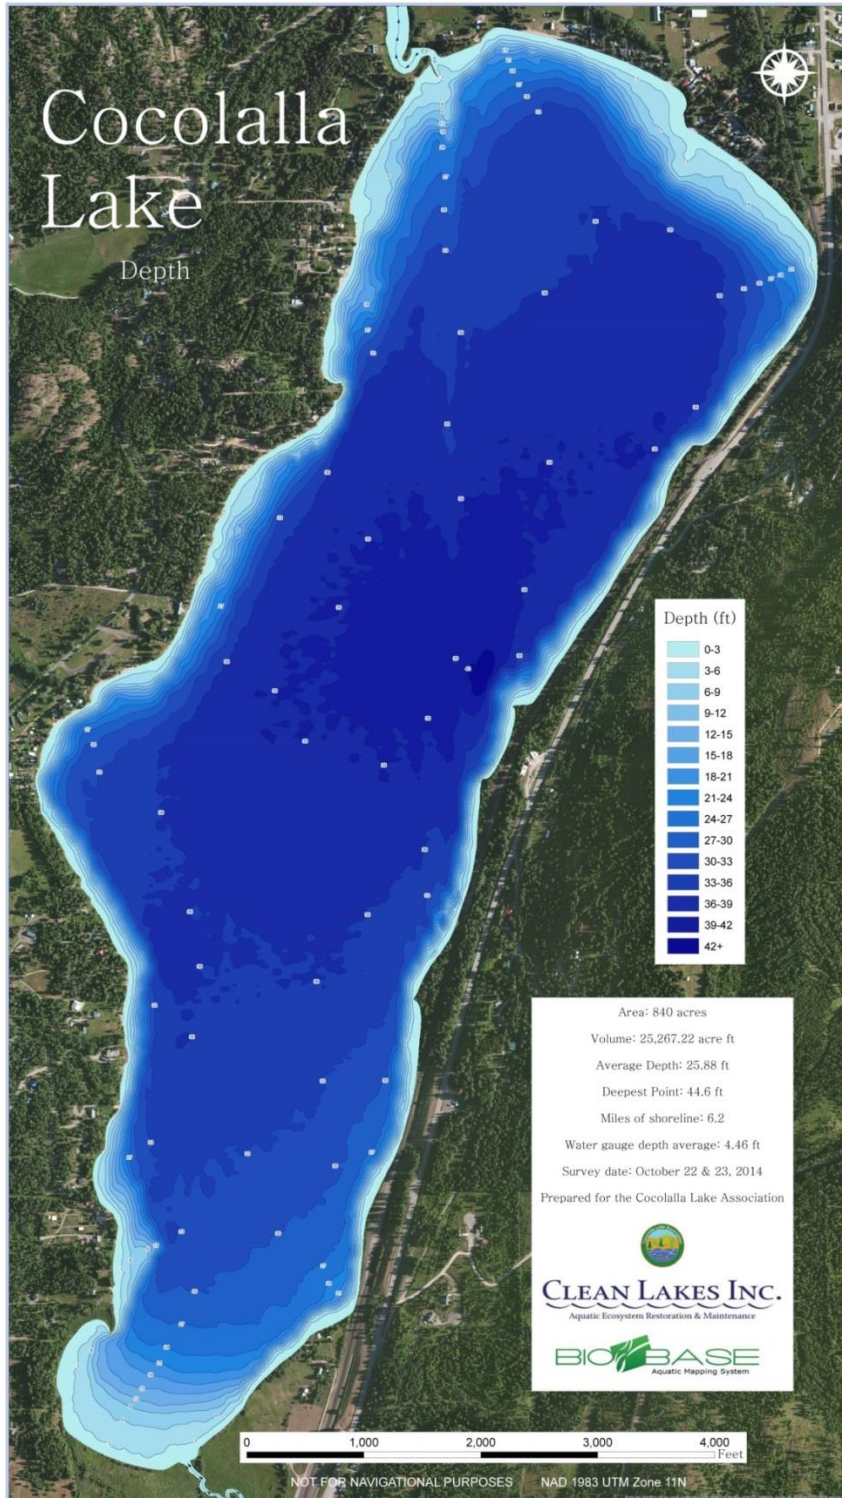 Cocolalla
Lake
Depth
Depth (ft)
0-3
3-6
6-9
9-12
12-15
15-18
18-21
21-24
24-27
27-30
30-33
33-36
36-39
39-42
42+
Area: 840 acres
Volume: 25,267.22 acre ft
Average Depth: 25.88 ft
Deepest Point: 44.6 ft
Miles of shoreline: 6.2
Water gauge depth average: 4.46 ft
Survey date: October 22 & 23, 2014
Prepared for the Cocolalla Lake Association
CLEAN LAKES INC.
Aquatic Ecosystem Restoration & Maintenance
BIOBASE
Aquatic Mapping System
0 1,000 2,000 3,000 4,000
Feet
NOT FOR NAVIGATIONAL PURPOSES NAD 1983 UTM Zone 11N